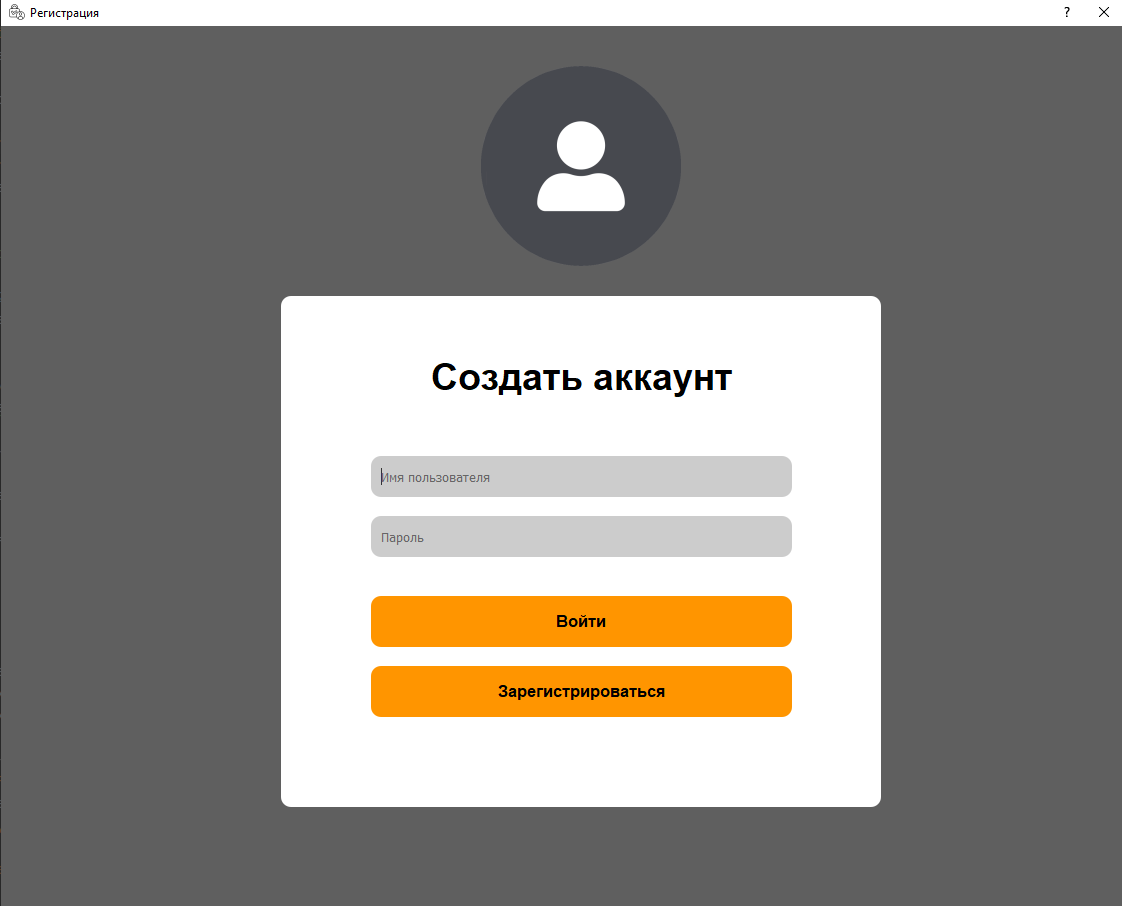 Регистрация
?
Создать аккаунт
Имя пользователя
Пароль
Войти
Зарегистрироваться